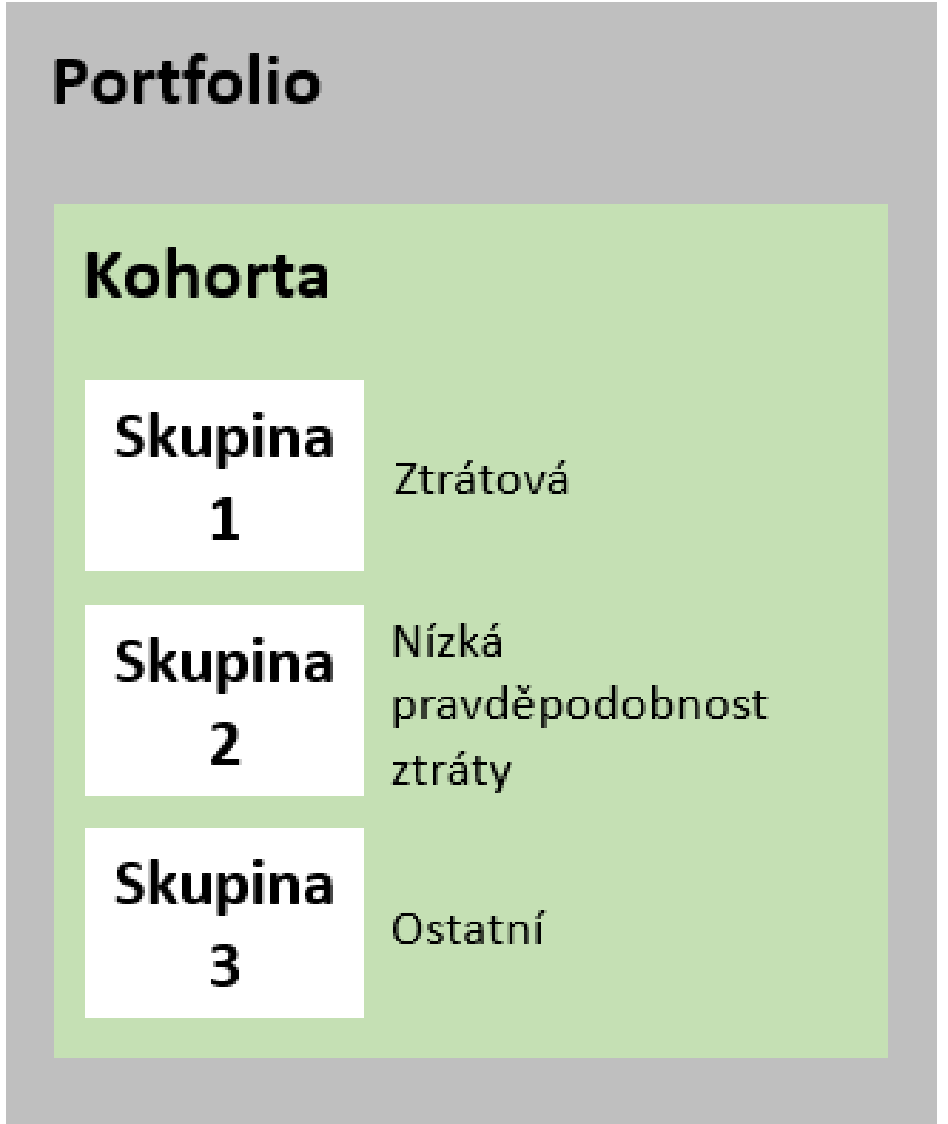 Portfolio
Kohorta
Skupina
1
Ztrátová
Skupina
2
Nízká
pravděpodobnost
ztráty
Skupina
3
Ostatní